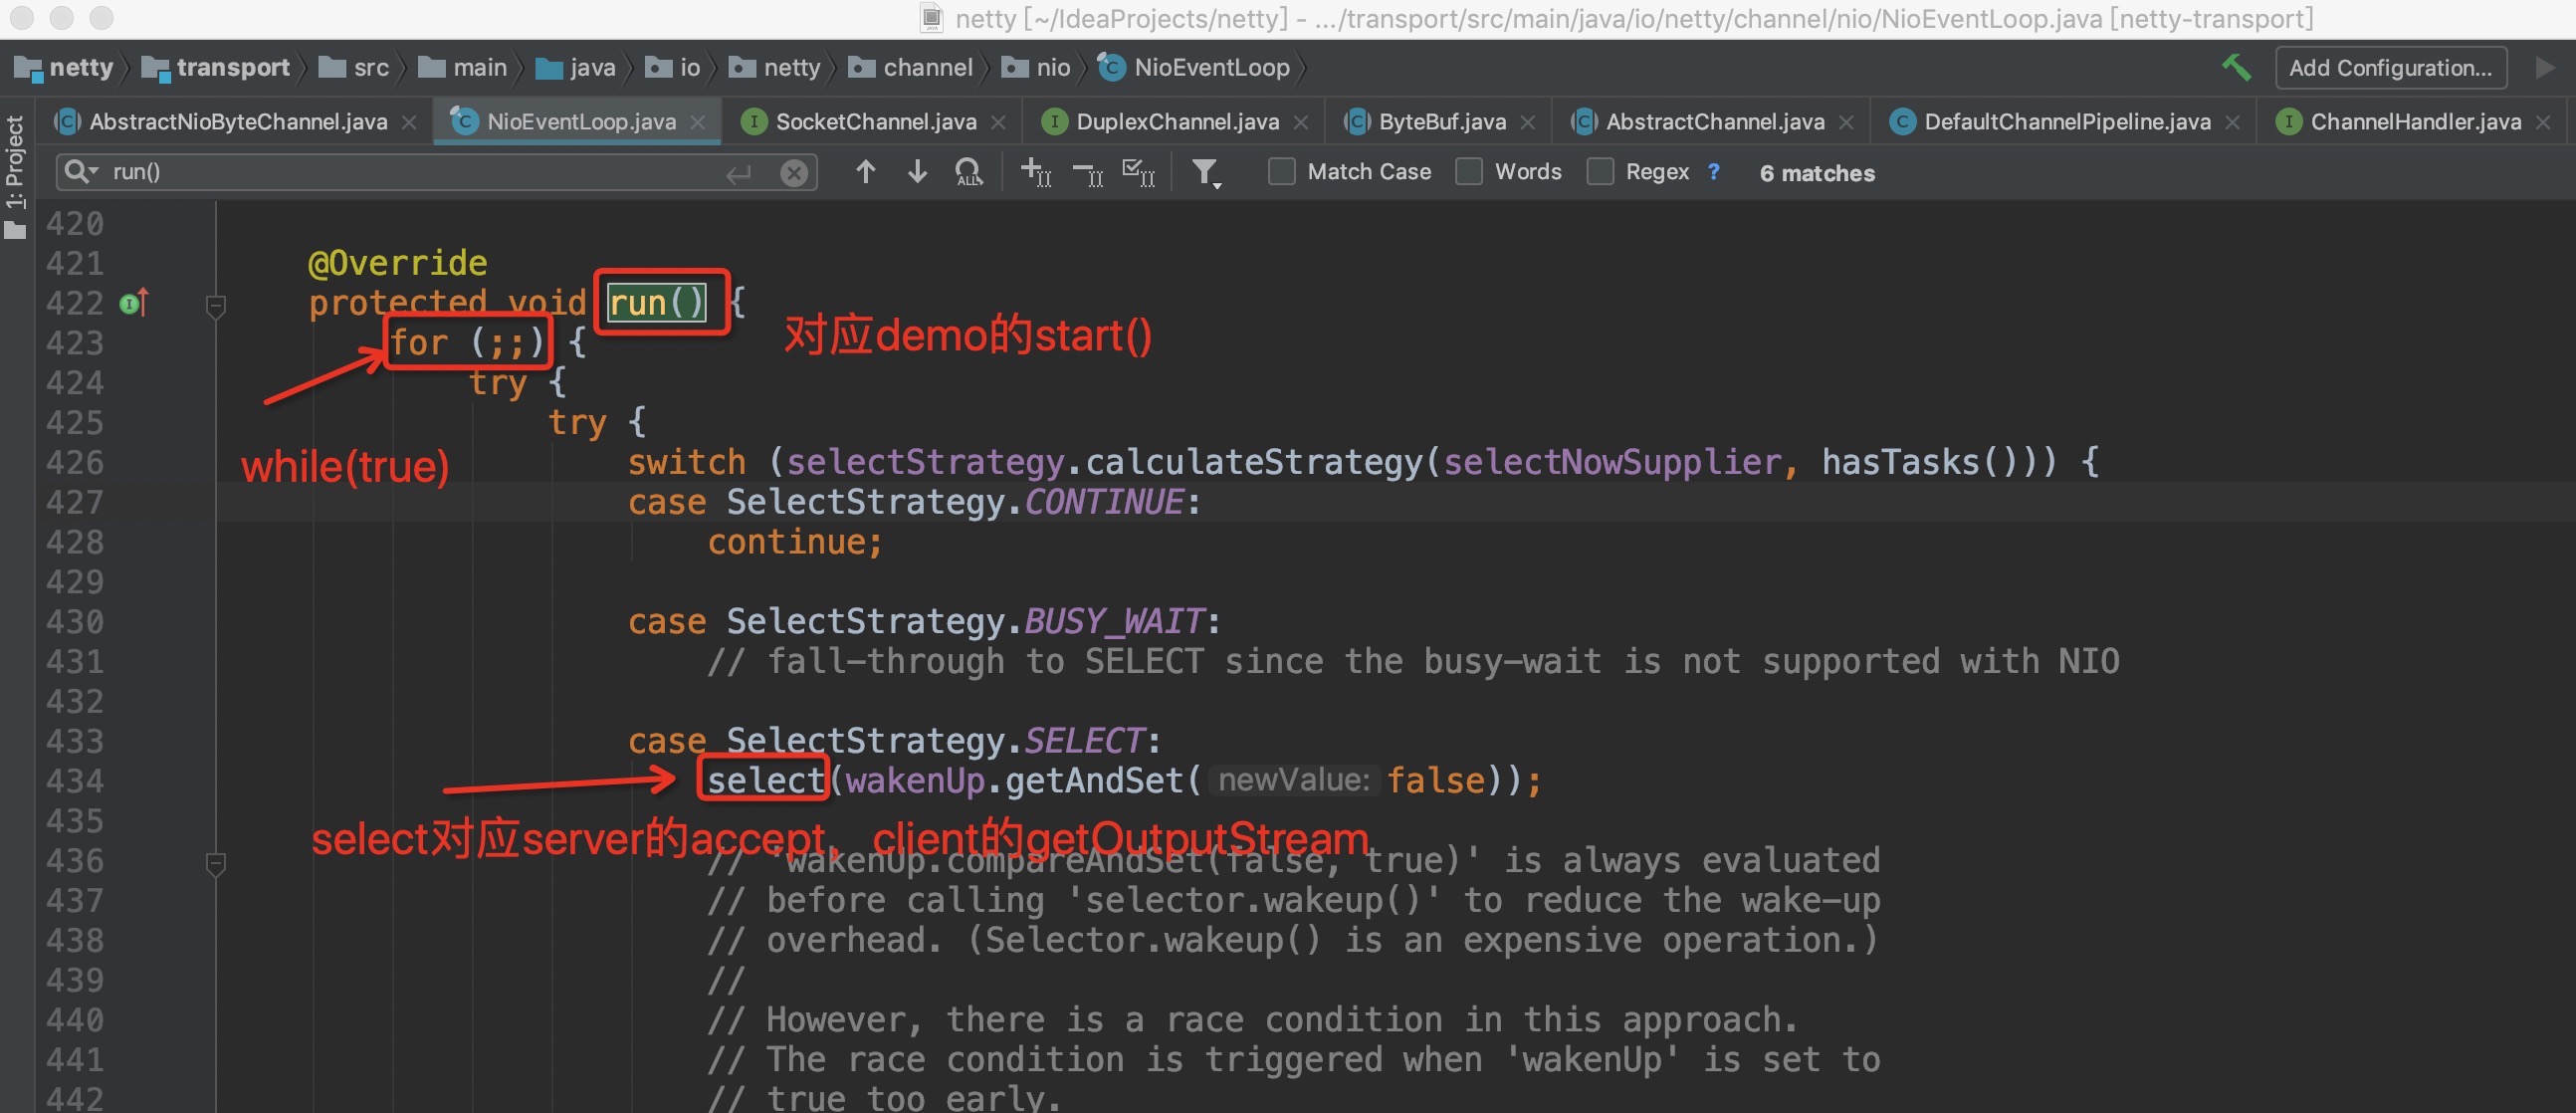 netty [~/IdeaProjects/netty] - .../transport/src/main/java/io/netty/channel/nio/NioEventLoop.java [netty-transport]
netty transport src main java io netty channel nio NioEventLoop Add Configuration...
1: Project
AbstractNioByteChannel.java NioEventLoop.java SocketChannel.java DuplexChannel.java ByteBuf.java AbstractChannel.java DefaultChannelPipeline.java ChannelHandler.java
run() Match Case Words Regex ? 6 matches
420
421 @Override
422 protected void run() {
对应demo的start()
423 for (;;) {
424 try {
425 try {
while(true)
426 switch (selectStrategy.calculateStrategy(selectNowSupplier, hasTasks())) {
427 case SelectStrategy.CONTINUE:
428 continue;
429
430 case SelectStrategy.BUSY_WAIT:
431 // fall-through to SELECT since the busy-wait is not supported with NIO
432
433 case SelectStrategy.SELECT:
434 select(wakenUp.getAndSet( newValue: false));
435
select对应server的accept，client的getOutputStream
436 // 'wakenUp.compareAndSet(false, true)' is always evaluated
437 // before calling 'selector.wakeup()' to reduce the wake-up
438 // overhead. (Selector.wakeup() is an expensive operation.)
439 //
440 // However, there is a race condition in this approach.
441 // The race condition is triggered when 'wakenUp' is set to
442 // true too early.